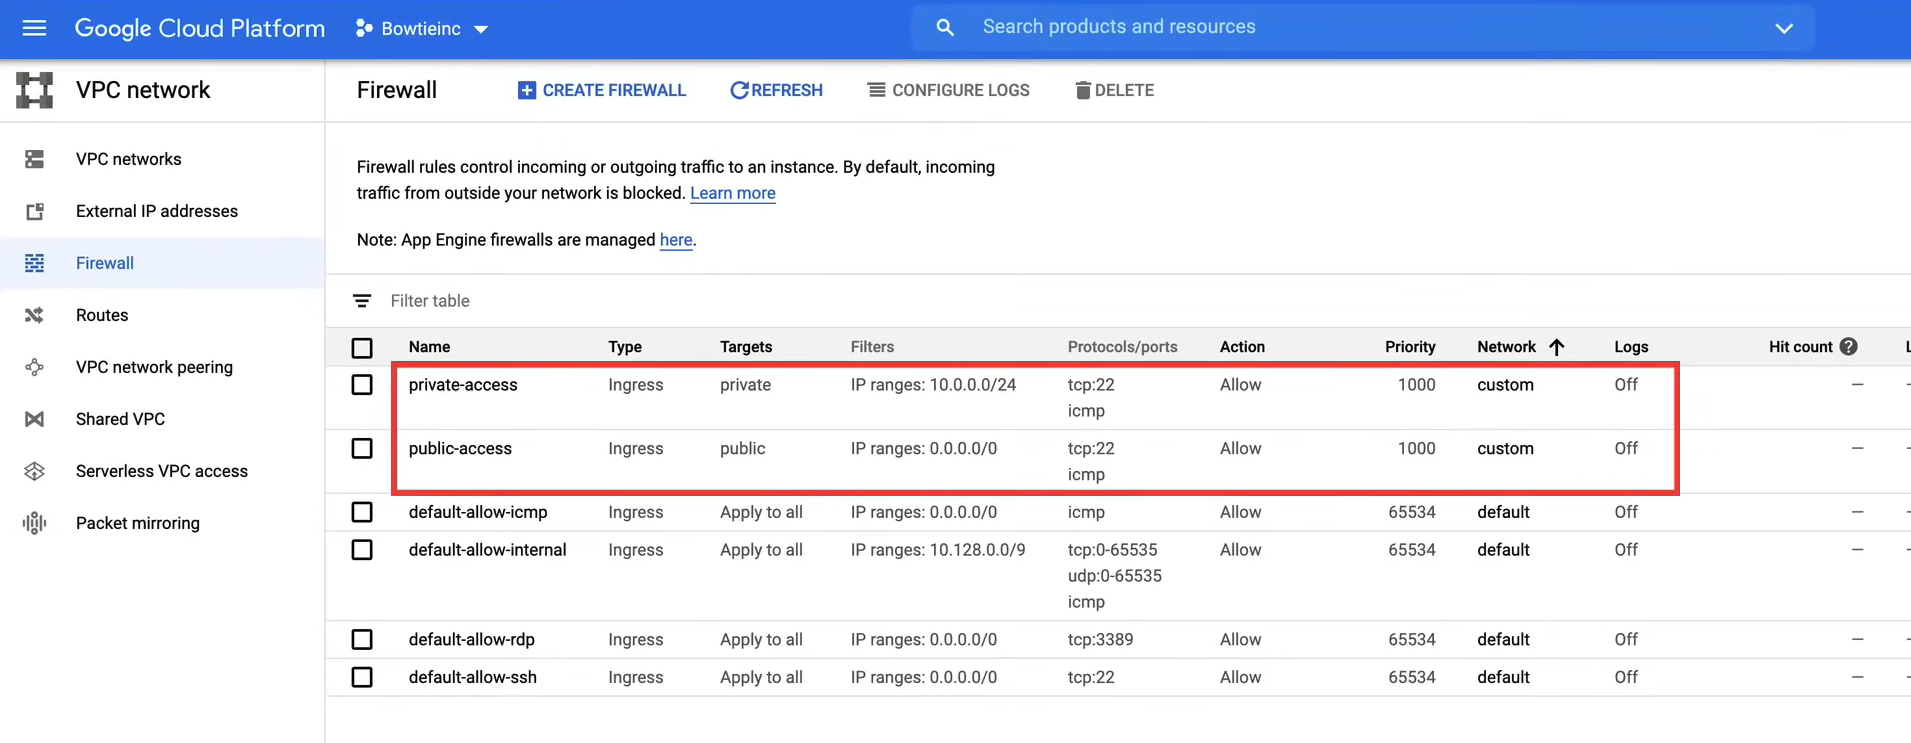 Google Cloud Platform Bowtieinc Search products and resources
VPC network
Firewall CREATE FIREWALL REFRESH CONFIGURE LOGS DELETE
VPC networks
External IP addresses
Firewall
Routes
VPC network peering
Shared VPC
Serverless VPC access
Packet mirroring
Firewall rules control incoming or outgoing traffic to an instance. By default, incoming
traffic from outside your network is blocked. Learn more
Note: App Engine firewalls are managed here.
Filter table
Name Type Targets Filters Protocols/ports Action Priority Network Logs Hit count
private-access Ingress private IP ranges: 10.0.0.0/24 tcp:22 Allow 1000 custom Off —
icmp
public-access Ingress public IP ranges: 0.0.0.0/0 tcp:22 Allow 1000 custom Off —
icmp
default-allow-icmp Ingress Apply to all IP ranges: 0.0.0.0/0 icmp Allow 65534 default Off —
default-allow-internal Ingress Apply to all IP ranges: 10.128.0.0/9 tcp:0-65535 Allow 65534 default Off —
udp:0-65535
icmp
default-allow-rdp Ingress Apply to all IP ranges: 0.0.0.0/0 tcp:3389 Allow 65534 default Off —
default-allow-ssh Ingress Apply to all IP ranges: 0.0.0.0/0 tcp:22 Allow 65534 default Off —